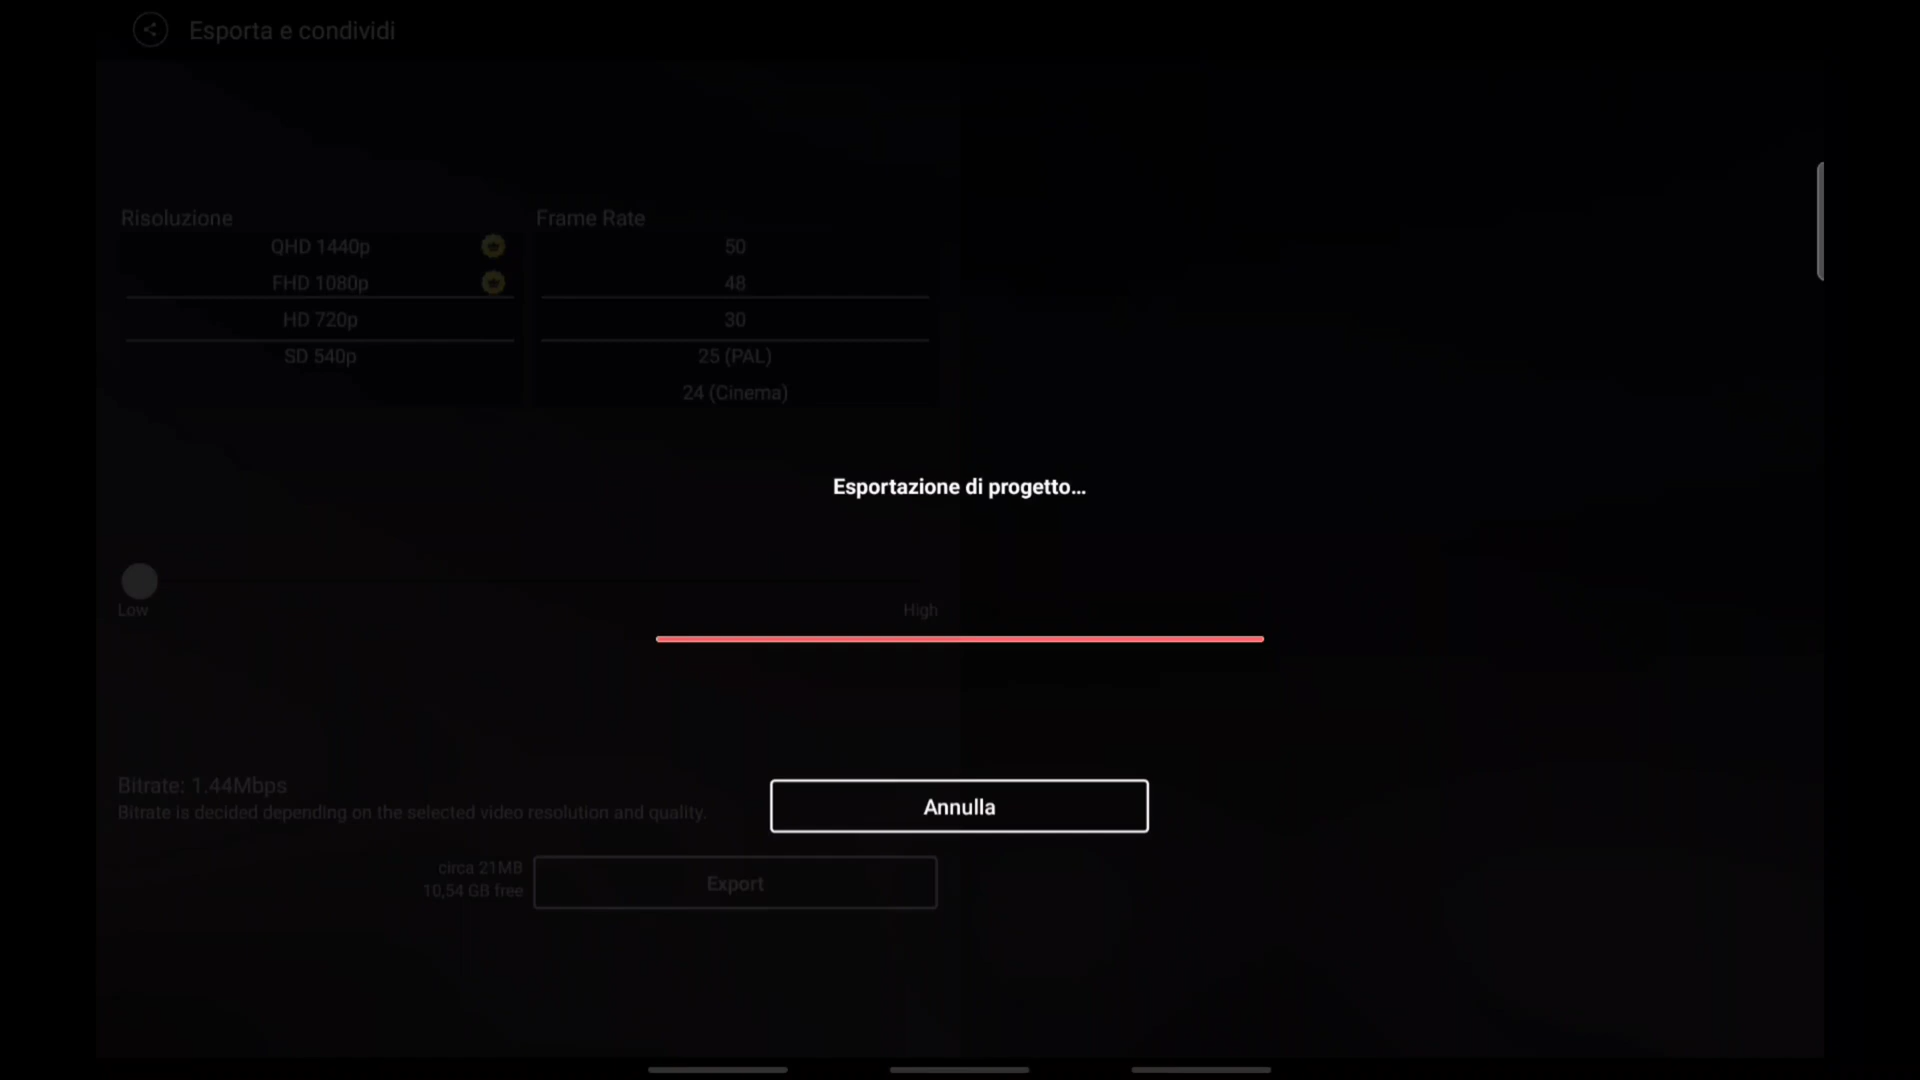 Esporta e condividi
Risoluzione
QHD 1440p
FHD 1080p
HD 720p
SD 540p
Frame Rate
50
48
30
25 (PAL)
24 (Cinema)
Esportazione di progetto...
Low
High
Bitrate: 1.44Mbps
Bitrate is decided depending on the selected video resolution and quality.
Annulla
circa 21MB
10,54 GB free
Export